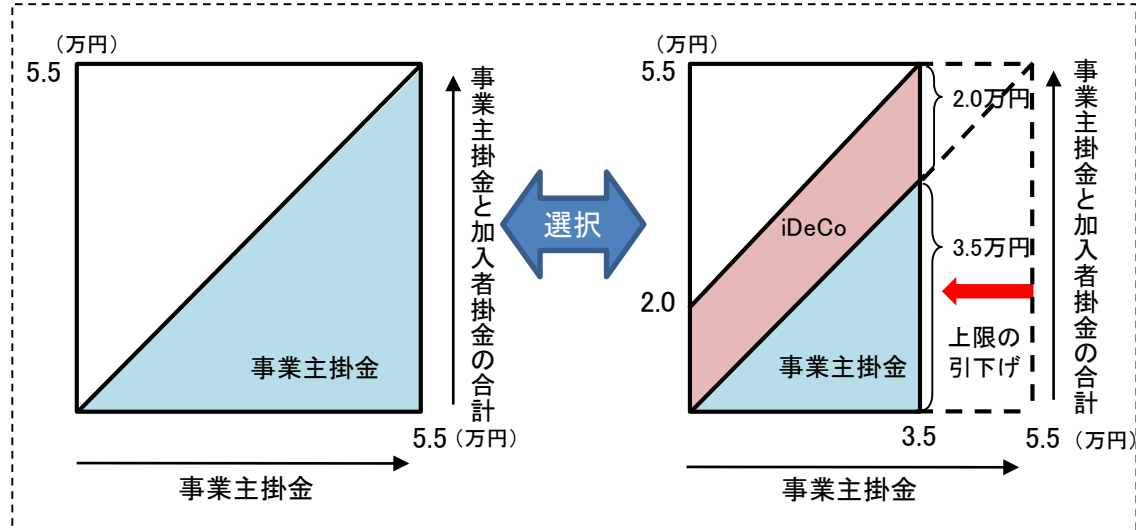 （万円）
5.5
事業主掛金と加入者掛金の合計
事業主掛金
5.5（万円）
事業主掛金
選択
（万円）
5.5
2.0万円
iDeCo
3.5万円
2.0
上限の
引下げ
事業主掛金
事業主掛金と加入者掛金の合計
3.5
5.5（万円）
事業主掛金